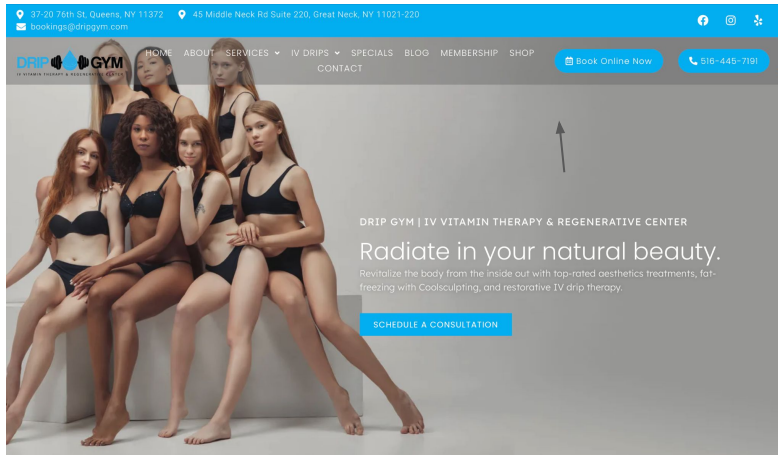 37-20 76th St, Queens, NY 11372 45 Middle Neck Rd Suite 220, Great Neck, NY 11021-220
bookings@dripgym.com
DRIP GYM
IV VITAMIN THERAPY & REGENERATIVE CENTER
HOME ABOUT SERVICES IV DRIPS SPECIALS BLOG MEMBERSHIP SHOP
CONTACT
Book Online Now
516-445-7191
DRIP GYM | IV VITAMIN THERAPY & REGENERATIVE CENTER
Radiate in your natural beauty.
Revitalize the body from the inside out with top-rated aesthetics treatments, fat-
freezing with Coolsculpting, and restorative IV drip therapy.
SCHEDULE A CONSULTATION